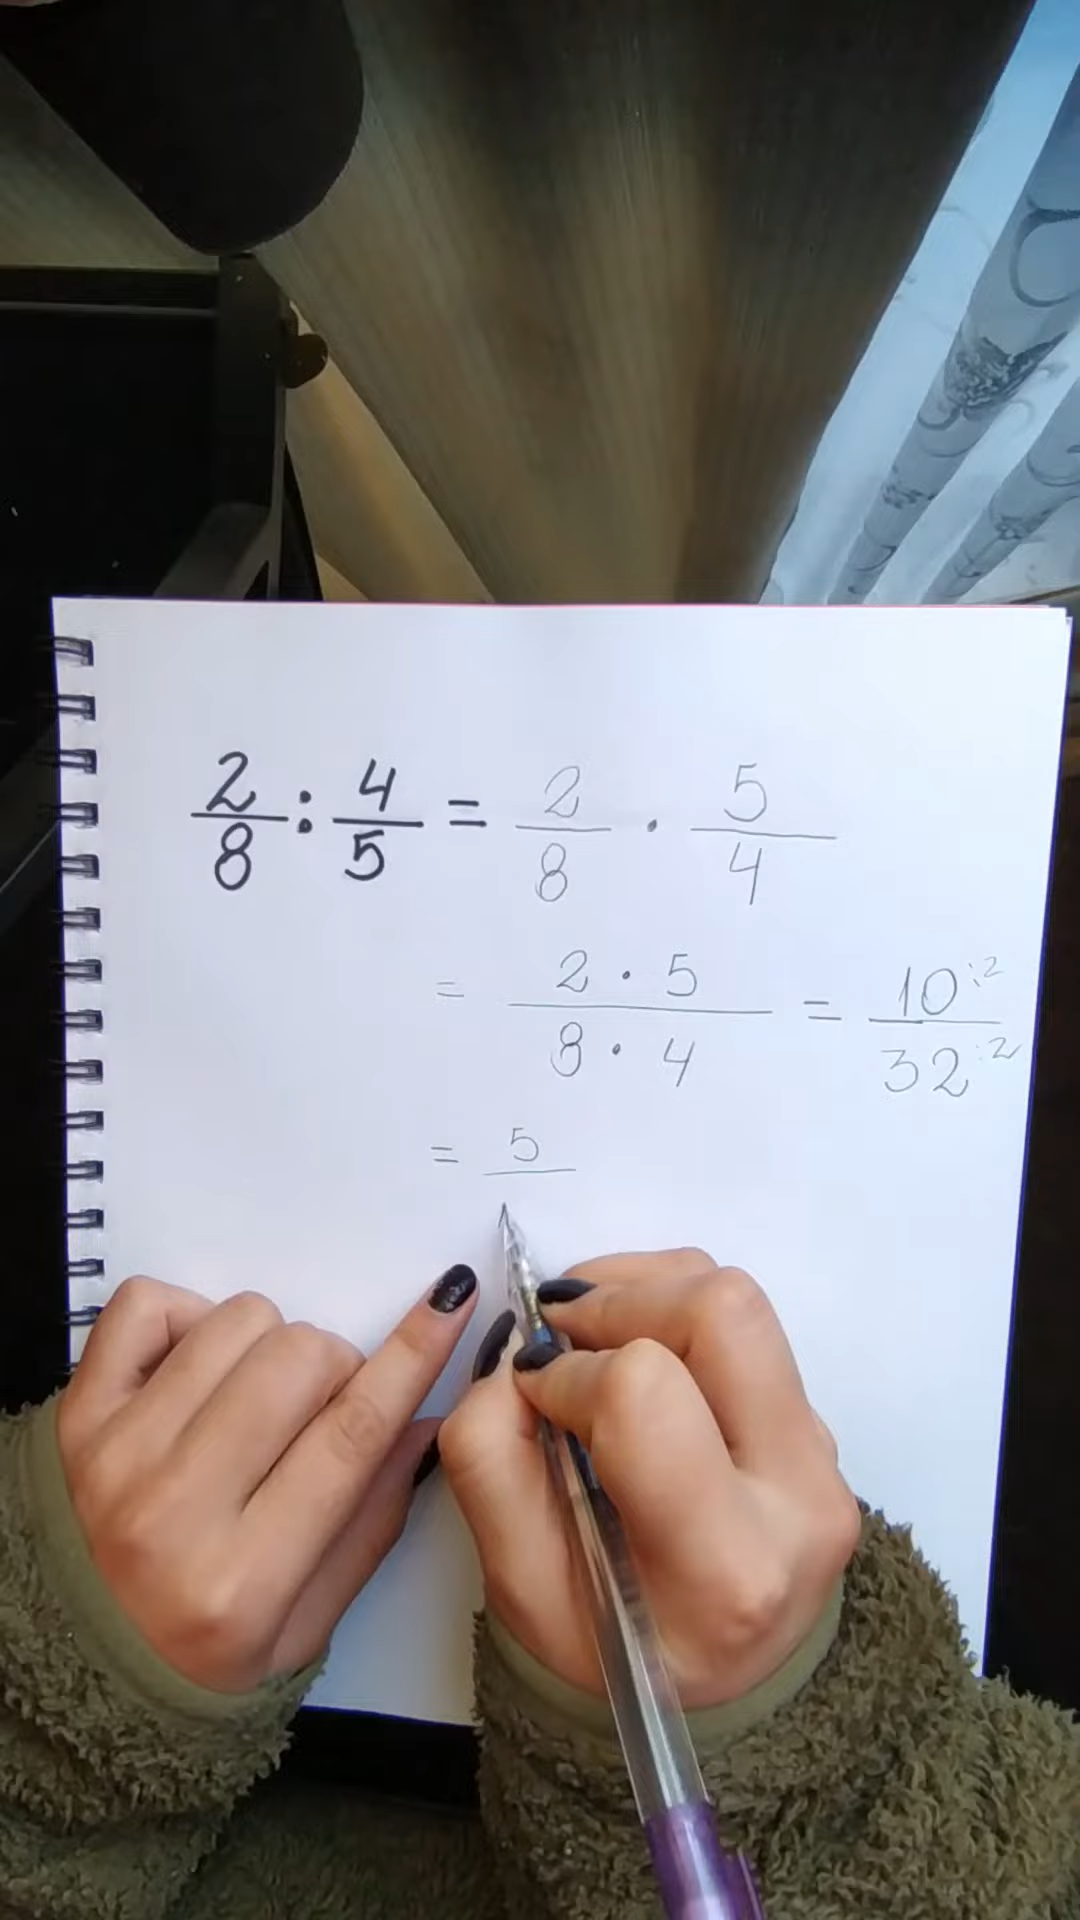 2/8 : 4/5 = 2/8 · 5/4
= 2 · 5 / 8 · 4 = 10:2 / 32:2
= 5/